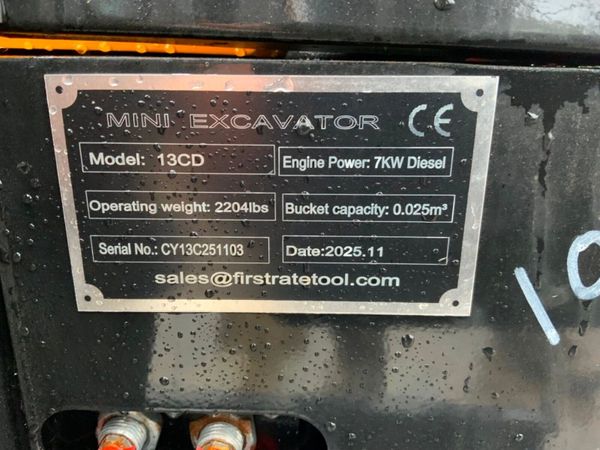 MINI EXCAVATOR CE
Model: 13CD
Engine Power: 7KW Diesel
Operating weight: 2204lbs
Bucket capacity: 0.025m³
Serial No.: CY13C251103
Date:2025.11
sales@firstratetool.com